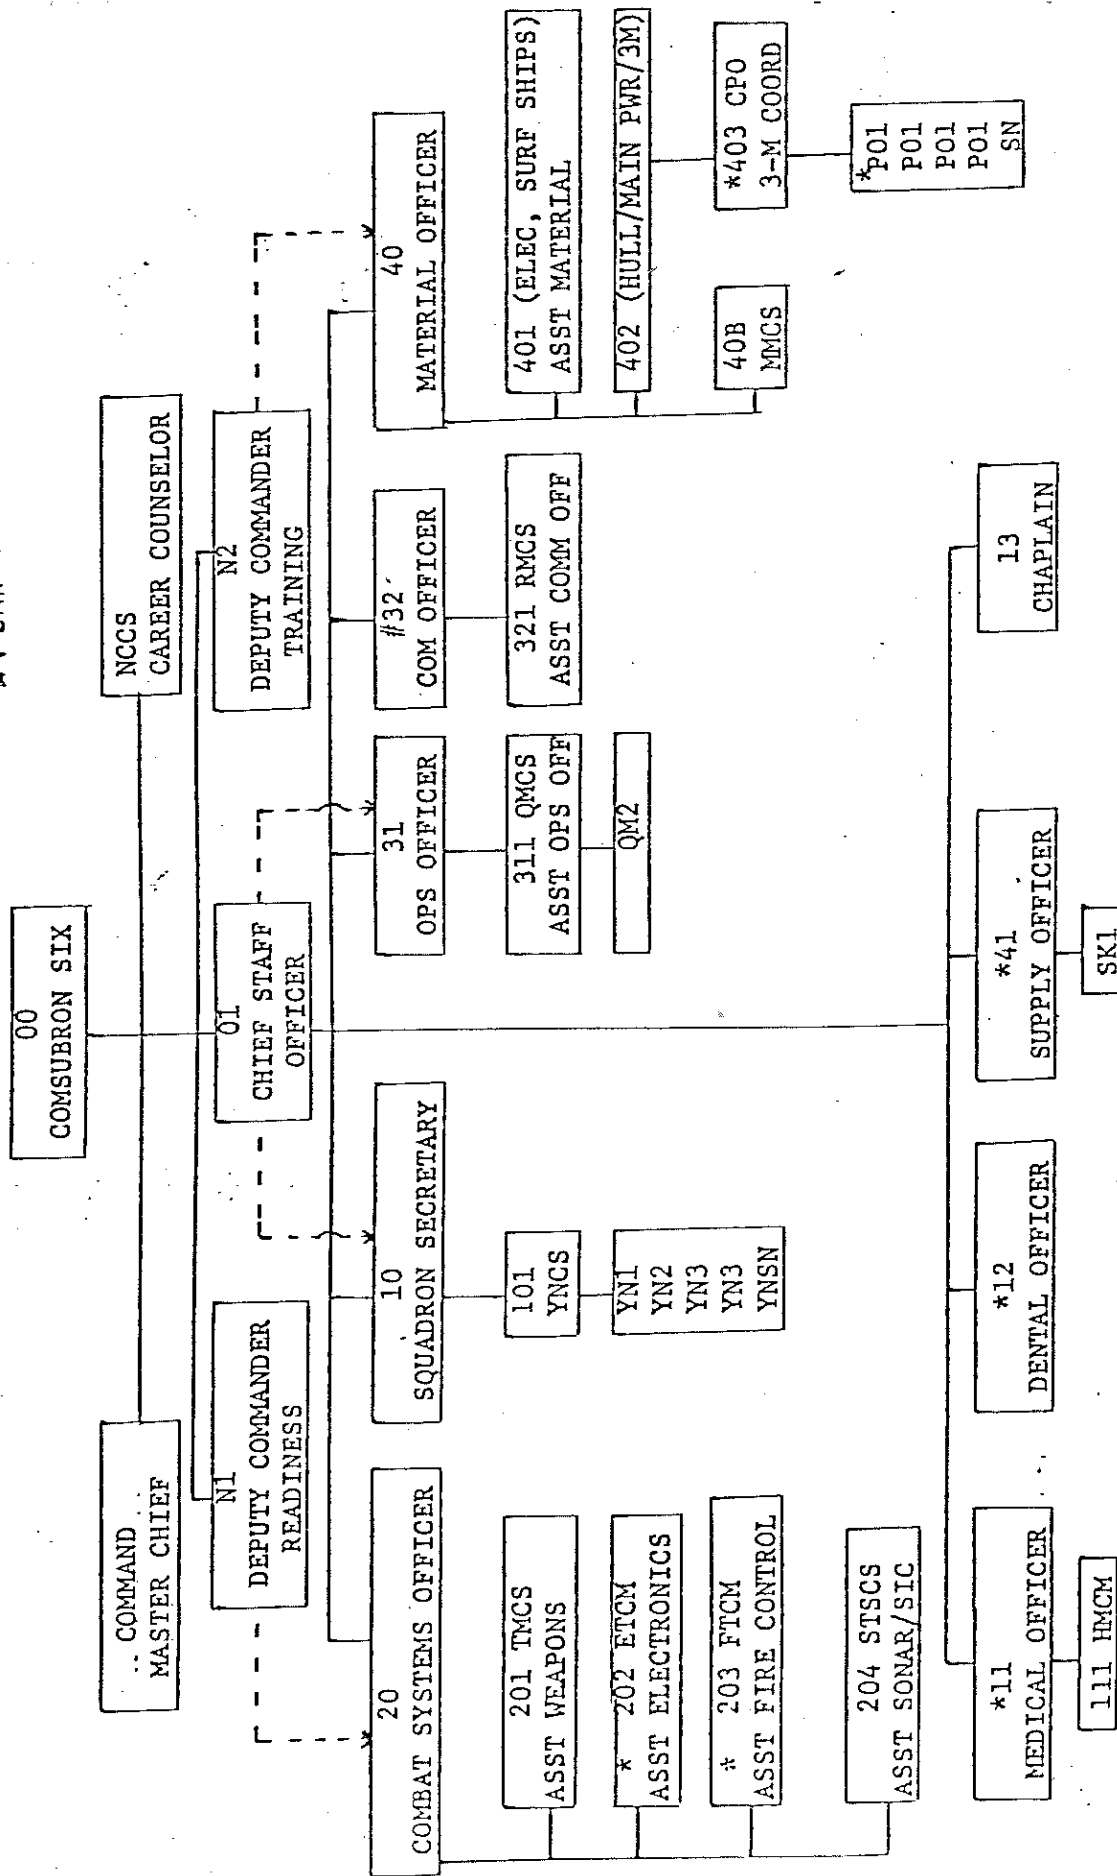 00
COMSUBRON SIX
COMMAND
MASTER CHIEF
NCCS
CAREER COUNSELOR
N1
DEPUTY COMMANDER
READINESS
01
CHIEF STAFF
OFFICER
N2
DEPUTY COMMANDER
TRAINING
20
COMBAT SYSTEMS OFFICER
10
SQUADRON SECRETARY
31
OPS OFFICER
#32
COM OFFICER
40
MATERIAL OFFICER
201 TMCS
ASST WEAPONS
* 202 ETCM
ASST ELECTRONICS
* 203 FTCM
ASST FIRE CONTROL
204 STSCS
ASST SONAR/SIC
101
YNCS
YN1
YN2
YN3
YN3
YNSN
311 QMCS
ASST OPS OFF
QM2
321 RMCS
ASST COMM OFF
401 (ELEC, SURF SHIPS)
ASST MATERIAL
402 (HULL/MAIN PWR/3M)
40B
MMCS
*403 CPO
3-M COORD
*PO1
PO1
PO1
PO1
SN
*11
MEDICAL OFFICER
111 HMCM
*12
DENTAL OFFICER
*41
SUPPLY OFFICER
SK1
13
CHAPLAIN